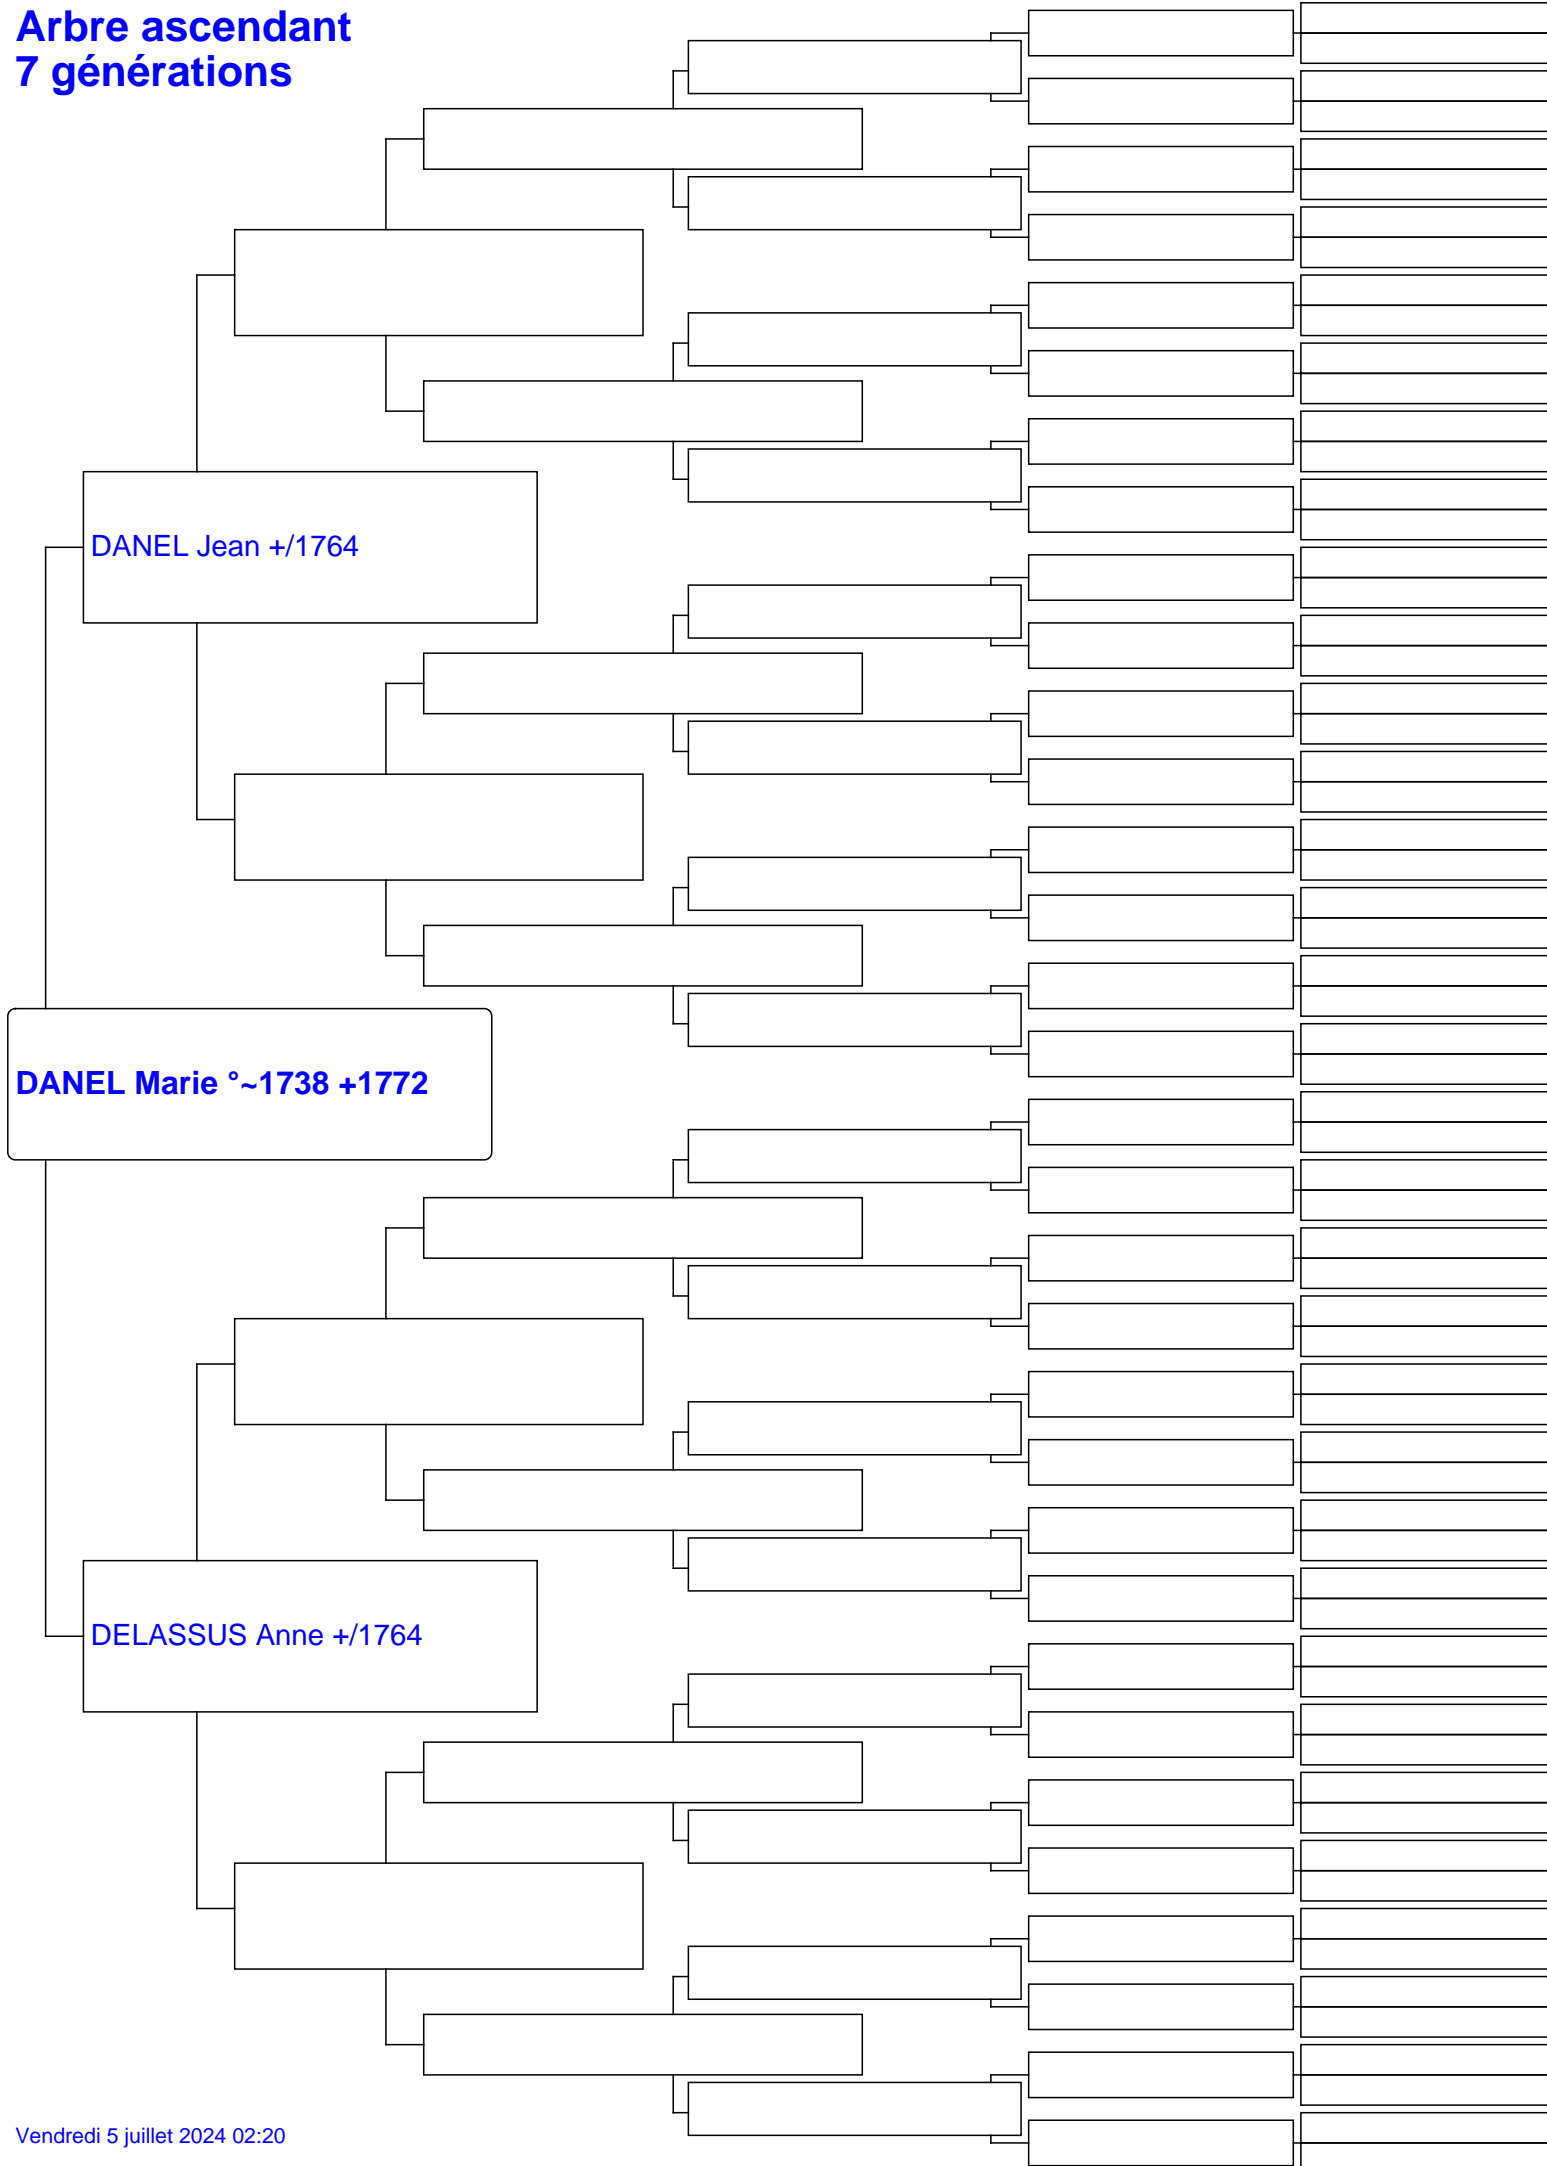 Arbre ascendant
7 générations
DANEL Jean +/1764
DANEL Marie °~1738 +1772
DELASSUS Anne +/1764
Vendredi 5 juillet 2024 02:20